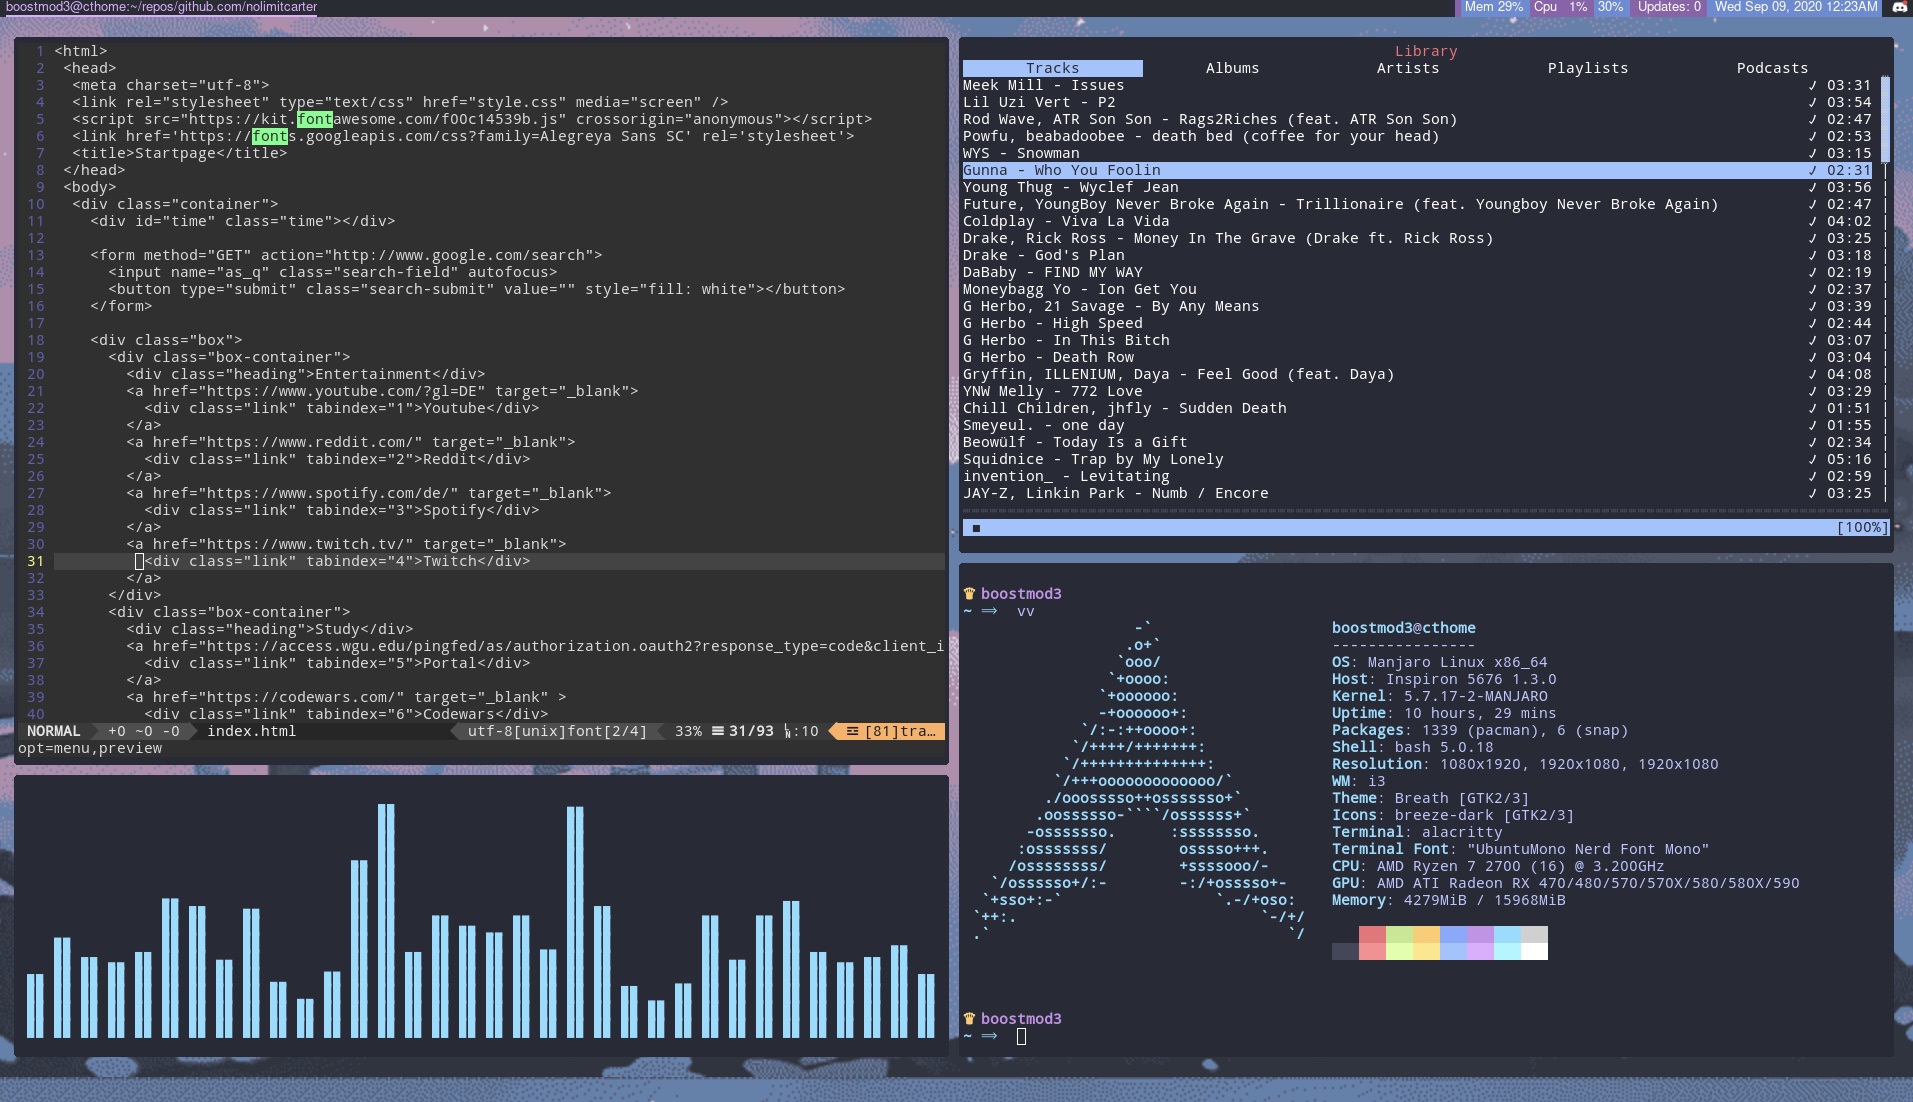 boostmod3@cthome:~/repos/github.com/nolimitcarter
Mem 29% Cpu 1% 30% Updates: 0 Wed Sep 09, 2020 12:23AM
1 <html>
2 <head>
3 <meta charset="utf-8">
4 <link rel="stylesheet" type="text/css" href="style.css" media="screen" />
5 <script src="https://kit.fontawesome.com/f00c14539b.js" crossorigin="anonymous"></script>
6 <link href='https://fonts.googleapis.com/css?family=Alegreya Sans SC' rel='stylesheet'>
7 <title>Startpage</title>
8 </head>
9 <body>
10 <div class="container">
11 <div id="time" class="time"></div>
12
13 <form method="GET" action="http://www.google.com/search">
14 <input name="as_q" class="search-field" autofocus>
15 <button type="submit" class="search-submit" value="" style="fill: white"></button>
16 </form>
17
18 <div class="box">
19 <div class="box-container">
20 <div class="heading">Entertainment</div>
21 <a href="https://www.youtube.com/?gl=DE" target="_blank">
22 <div class="link" tabindex="1">Youtube</div>
23 </a>
24 <a href="https://www.reddit.com/" target="_blank">
25 <div class="link" tabindex="2">Reddit</div>
26 </a>
27 <a href="https://www.spotify.com/de/" target="_blank">
28 <div class="link" tabindex="3">Spotify</div>
29 </a>
30 <a href="https://www.twitch.tv/" target="_blank">
31 <div class="link" tabindex="4">Twitch</div>
32 </a>
33 </div>
34 <div class="box-container">
35 <div class="heading">Study</div>
36 <a href="https://access.wgu.edu/pingfed/as/authorization.oauth2?response_type=code&client_i
37 <div class="link" tabindex="5">Portal</div>
38 </a>
39 <a href="https://codewars.com/" target="_blank" >
40 <div class="link" tabindex="6">Codewars</div>
NORMAL +0 ~0 -0 index.html utf-8[unix]font[2/4] 33% ☰ 31/93 ␤:10 ☲ [81]tra…
opt=menu,preview
Library
Tracks Albums Artists Playlists Podcasts
Meek Mill - Issues ✓ 03:31
Lil Uzi Vert - P2 ✓ 03:54
Rod Wave, ATR Son Son - Rags2Riches (feat. ATR Son Son) ✓ 02:47
Powfu, beabadoobee - death bed (coffee for your head) ✓ 02:53
WYS - Snowman ✓ 03:15
Gunna - Who You Foolin ✓ 02:31
Young Thug - Wyclef Jean ✓ 03:56
Future, YoungBoy Never Broke Again - Trillionaire (feat. Youngboy Never Broke Again) ✓ 02:47
Coldplay - Viva La Vida ✓ 04:02
Drake, Rick Ross - Money In The Grave (Drake ft. Rick Ross) ✓ 03:25
Drake - God's Plan ✓ 03:18
DaBaby - FIND MY WAY ✓ 02:19
Moneybagg Yo - Ion Get You ✓ 02:37
G Herbo, 21 Savage - By Any Means ✓ 03:39
G Herbo - High Speed ✓ 02:44
G Herbo - In This Bitch ✓ 03:07
G Herbo - Death Row ✓ 03:04
Gryffin, ILLENIUM, Daya - Feel Good (feat. Daya) ✓ 04:08
YNW Melly - 772 Love ✓ 03:29
Chill Children, jhfly - Sudden Death ✓ 01:51
Smeyeul. - one day ✓ 01:55
Beowülf - Today Is a Gift ✓ 02:34
Squidnice - Trap by My Lonely ✓ 05:16
invention_ - Levitating ✓ 02:59
JAY-Z, Linkin Park - Numb / Encore ✓ 03:25
[100%]
boostmod3
~ ⟹ vv
-`
.o+`
`ooo/
`+oooo:
`+oooooo:
-+oooooo+:
`/:-:++oooo+:
`/++++/+++++++:
`/++++++++++++++:
`/+++ooooooooooooo/`
./ooosssso++osssssso+`
.oossssso-````/ossssss+`
-osssssso. :ssssssso.
:osssssss/ osssso+++.
/ossssssss/ +ssssooo/-
`/ossssso+/:- -:/+osssso+-
`+sso+:-` `.-/+oso:
`++:. `-/+/
.` `/
boostmod3@cthome
----------------
OS: Manjaro Linux x86_64
Host: Inspiron 5676 1.3.0
Kernel: 5.7.17-2-MANJARO
Uptime: 10 hours, 29 mins
Packages: 1339 (pacman), 6 (snap)
Shell: bash 5.0.18
Resolution: 1080x1920, 1920x1080, 1920x1080
WM: i3
Theme: Breath [GTK2/3]
Icons: breeze-dark [GTK2/3]
Terminal: alacritty
Terminal Font: "UbuntuMono Nerd Font Mono"
CPU: AMD Ryzen 7 2700 (16) @ 3.200GHz
GPU: AMD ATI Radeon RX 470/480/570/570X/580/580X/590
Memory: 4279MiB / 15968MiB
boostmod3
~ ⟹